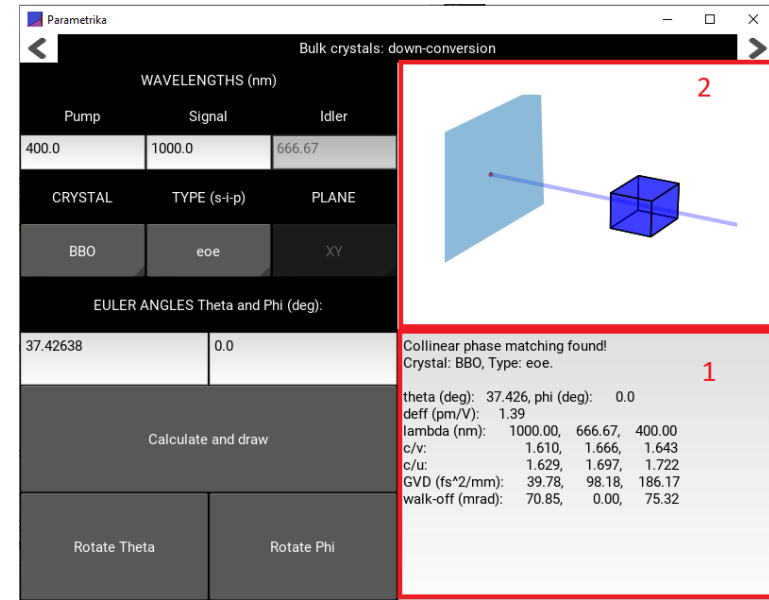 Parametrika
Bulk crystals: down-conversion
WAVELENGTHS (nm)
Pump Signal Idler
400.0 1000.0 666.67
CRYSTAL TYPE (s-i-p) PLANE
BBO eoe XY
EULER ANGLES Theta and Phi (deg):
37.42638 0.0
Calculate and draw
Rotate Theta Rotate Phi
2
Collinear phase matching found!
Crystal: BBO, Type: eoe.
1
theta (deg): 37.426, phi (deg): 0.0
deff (pm/V): 1.39
lambda (nm): 1000.00, 666.67, 400.00
c/v: 1.610, 1.666, 1.643
c/u: 1.629, 1.697, 1.722
GVD (fs^2/mm): 39.78, 98.18, 186.17
walk-off (mrad): 70.85, 0.00, 75.32